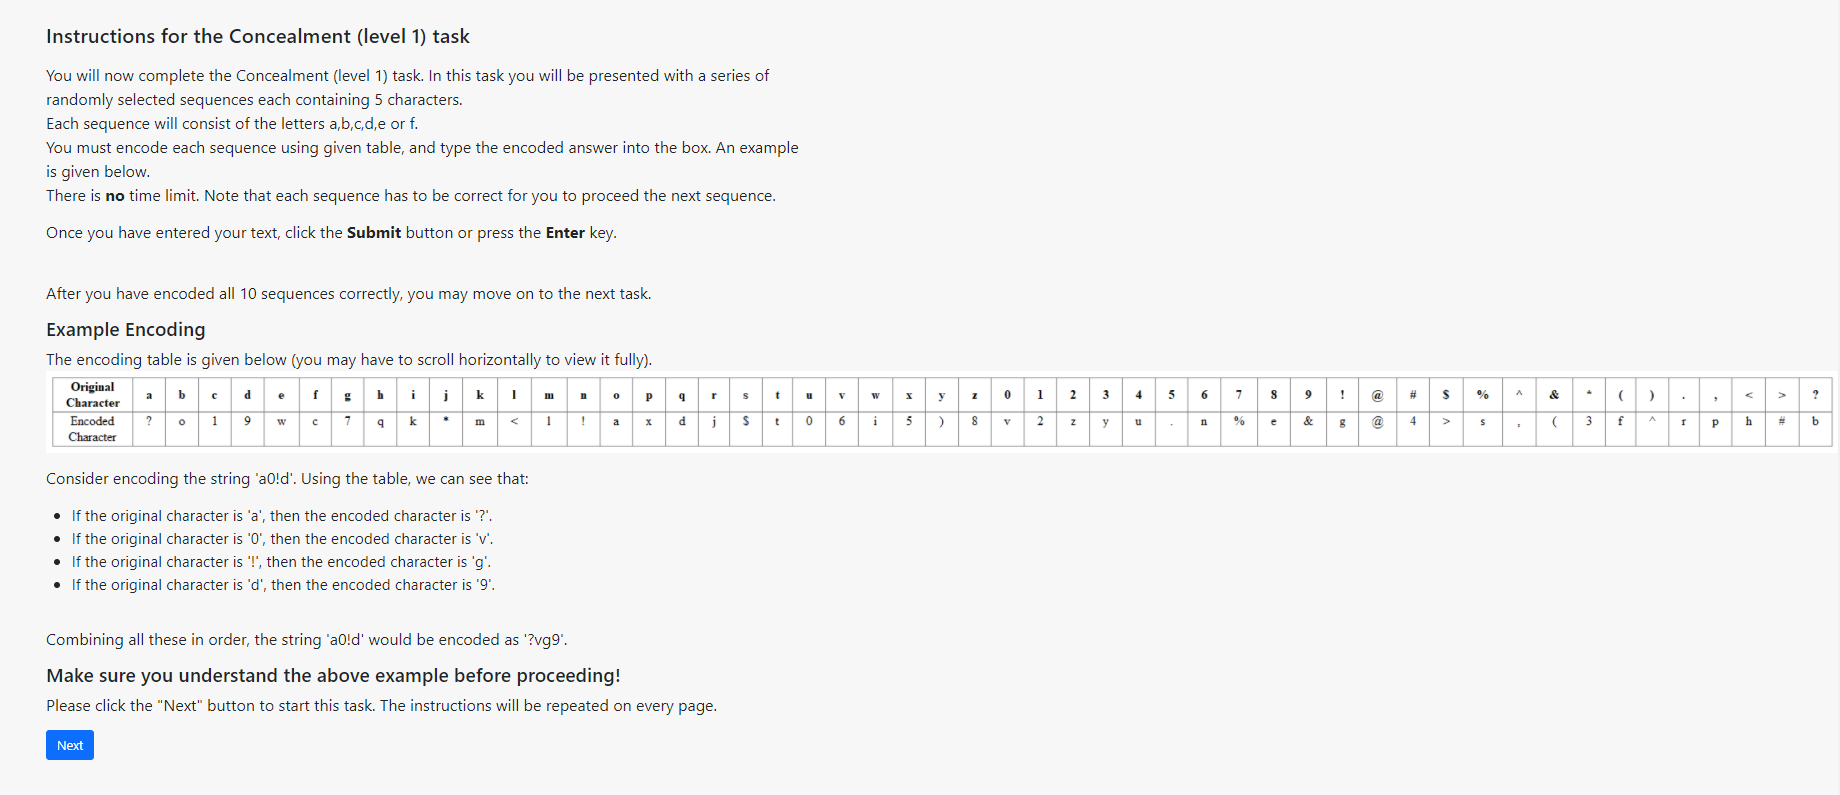 Instructions for the Concealment (level 1) task
You will now complete the Concealment (level 1) task. In this task you will be presented with a series of
randomly selected sequences each containing 5 characters.
Each sequence will consist of the letters a,b,c,d,e or f.
You must encode each sequence using given table, and type the encoded answer into the box. An example
is given below.
There is no time limit. Note that each sequence has to be correct for you to proceed the next sequence.
Once you have entered your text, click the Submit button or press the Enter key.
After you have encoded all 10 sequences correctly, you may move on to the next task.
Example Encoding
The encoding table is given below (you may have to scroll horizontally to view it fully).
Original Character a b c d e f g h i j k l m n o p q r s t u v w x y z 0 1 2 3 4 5 6 7 8 9 ! @ # $ % ^ & * ( ) . , < > ?
Encoded Character ? o 1 9 w c 7 q k * m < l ! a x d j $ t 0 6 i 5 ) 8 v 2 z y u . n % e & g @ 4 > s , ( 3 f ^ r p h # b
Consider encoding the string 'a0!d'. Using the table, we can see that:
• If the original character is 'a', then the encoded character is '?'.
• If the original character is '0', then the encoded character is 'v'.
• If the original character is '!', then the encoded character is 'g'.
• If the original character is 'd', then the encoded character is '9'.
Combining all these in order, the string 'a0!d' would be encoded as '?vg9'.
Make sure you understand the above example before proceeding!
Please click the "Next" button to start this task. The instructions will be repeated on every page.
Next